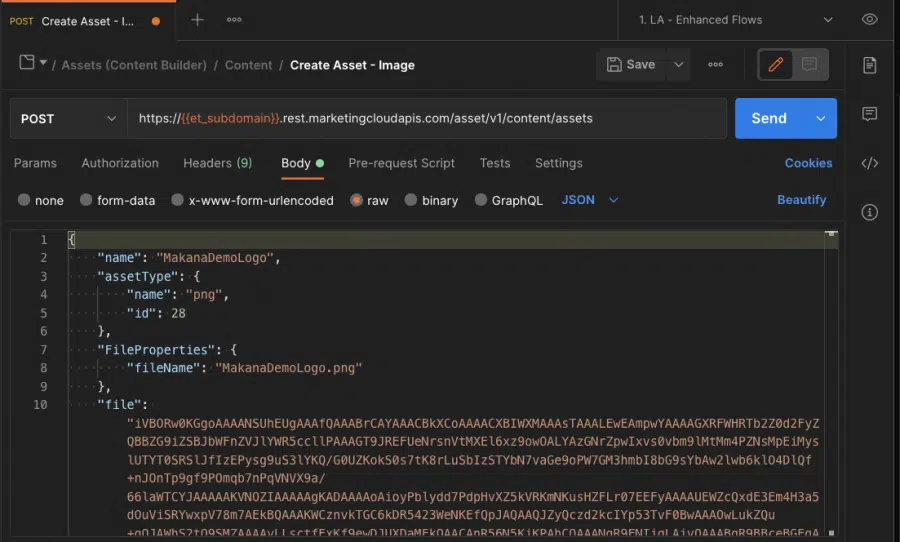 POST Create Asset - I...
1. LA - Enhanced Flows
/ Assets (Content Builder) / Content / Create Asset - Image
Save
POST
https://{{et_subdomain}}.rest.marketingcloudapis.com/asset/v1/content/assets
Send
Params Authorization Headers (9) Body Pre-request Script Tests Settings Cookies
none form-data x-www-form-urlencoded raw binary GraphQL JSON Beautify
1 {
2 "name": "MakanaDemoLogo",
3 "assetType": {
4 "name": "png",
5 "id": 28
6 },
7 "FileProperties": {
8 "fileName": "MakanaDemoLogo.png"
9 },
10 "file":
"iVBORw0KGgoAAAANSUhEUgAAAfQAAABrCAYAAACBkXCoAAAACXBIWXMAAAsTAAALEwEAmpwYAAAAGXRFWHRTb2Z0d2FyZ
QBBZG9iZSBJbWFnZVJlYWR5ccllPAAAGT9JREFUeNrsnVtMXEl6xz9owOALYAzGNrZpwIxvs0vbm9lMtMm4PZNsMpEiMys
lUTYT0SRSlJfIzEPysg9uS3lYKQ/G0UZKokS0s7tK8rLuSbIzSTYbN7vaGe9oPW7GM3hmbI8bG9sYbAw2lwb6klO4DlQf
+nJOnTp9gf9POmqb7nPqVNVX9a/
66laWTCYJAAAAAKVNOZIAAAAAgKADAAAAoAioyPblydd7PdpHvXZ5kVRKmNKusHZFLr07EEFyAAAAUEWZcQxdE3Em4H3a5
dOuViSRYwxpV78m7AEkBQAAAKWCznvkTGC6kDR5423WeNKEfQpJAQAAQJZyQczd2kcIYp53TvF0BwAAAOwLukZQu